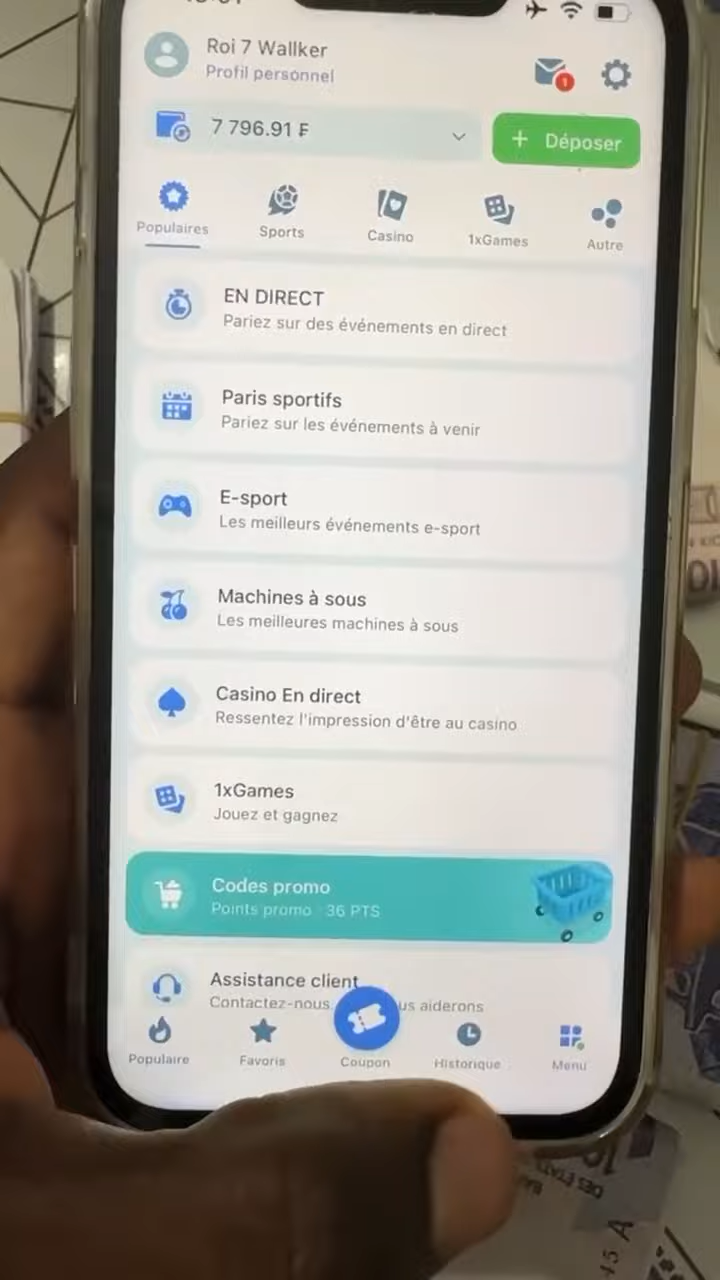 Roi 7 Wallker
Profil personnel
1
7 796.91 ₣
+ Déposer
Populaires
Sports
Casino
1xGames
Autre
EN DIRECT
Pariez sur des événements en direct
Paris sportifs
Pariez sur les événements à venir
E-sport
Les meilleurs événements e-sport
Machines à sous
Les meilleures machines à sous
Casino En direct
Ressentez l'impression d'être au casino
1xGames
Jouez et gagnez
Codes promo
Points promo · 36 PTS
Assistance client
Contactez-nous us aiderons
Populaire
Favoris
Coupon
Historique
Menu
DES ÉTATS